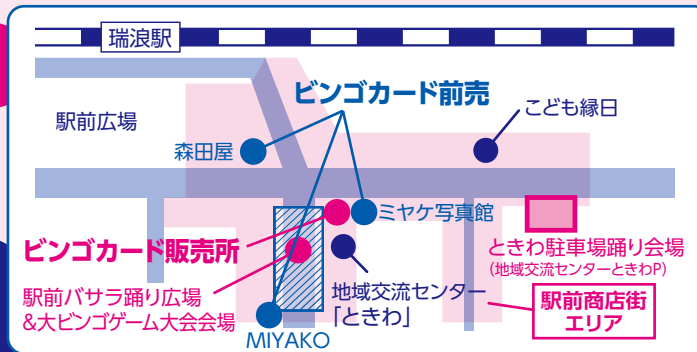 瑞浪駅
ビンゴカード前売
駅前広場
こども縁日
森田屋
ミヤケ写真館
ビンゴカード販売所
ときわ駐車場踊り会場
(地域交流センターときわP)
駅前バサラ踊り広場
&大ビンゴゲーム大会会場
地域交流センター
「ときわ」
駅前商店街
エリア
MIYAKO